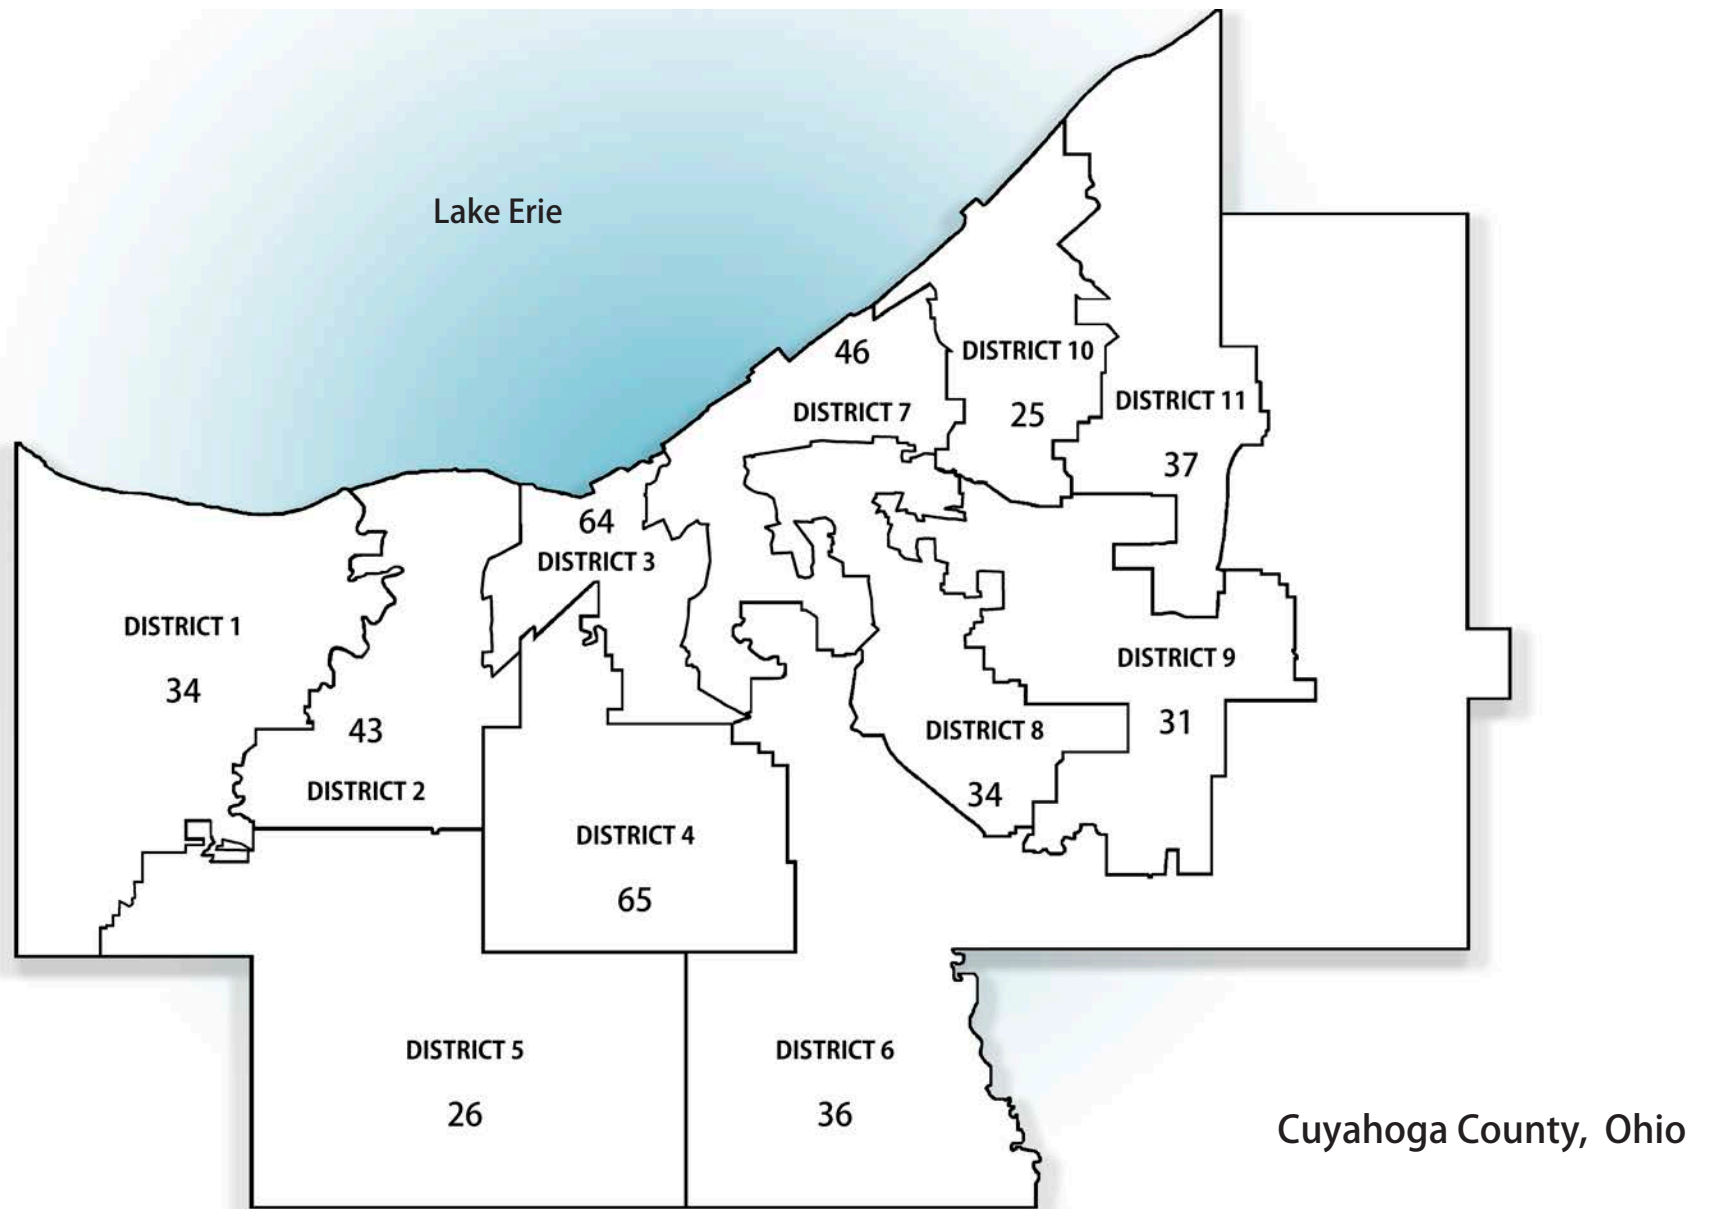 Lake Erie
46
DISTRICT 7
DISTRICT 10
25
DISTRICT 11
37
64
DISTRICT 3
DISTRICT 1
34
43
DISTRICT 2
DISTRICT 9
31
DISTRICT 8
34
DISTRICT 4
65
DISTRICT 5
26
DISTRICT 6
36
Cuyahoga County, Ohio